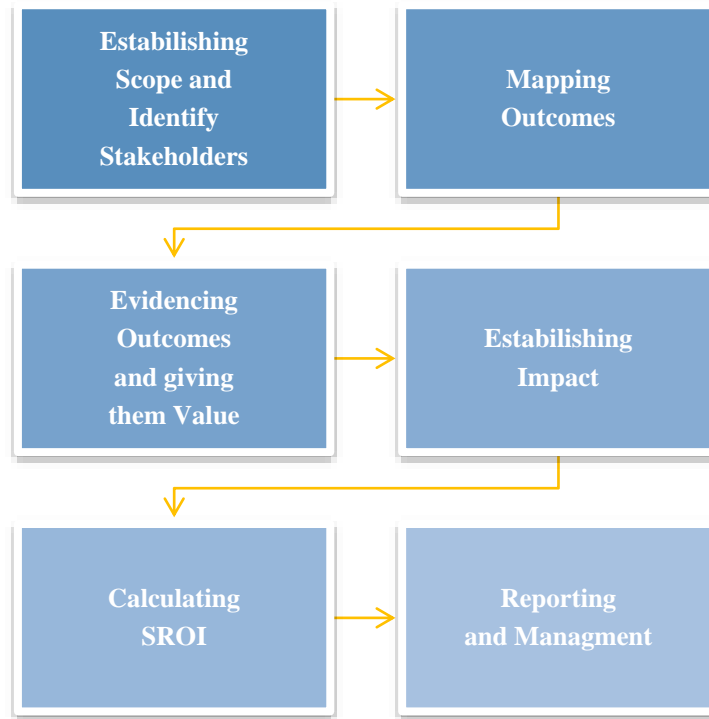 Estabilishing
Scope and
Identify
Stakeholders
Mapping
Outcomes
Evidencing
Outcomes
and giving
them Value
Estabilishing
Impact
Calculating
SROI
Reporting
and Managment